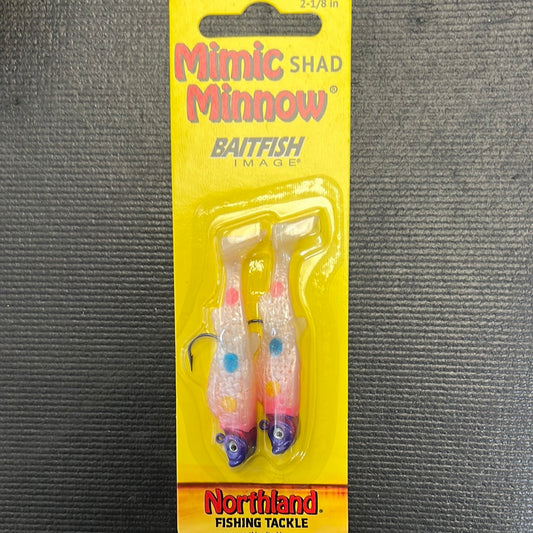 2-1/8 in
Mimic SHAD
Minnow®
BAITFISH
IMAGE®
Northland®
FISHING TACKLE